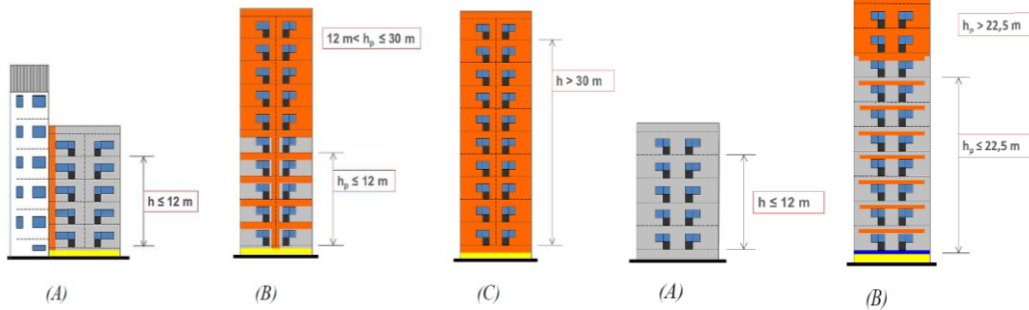 h ≤ 12 m
(A)
12 m< hₚ ≤ 30 m
hₚ ≤ 12 m
(B)
h > 30 m
(C)
h ≤ 12 m
(A)
hₚ > 22,5 m
hₚ ≤ 22,5 m
(B)